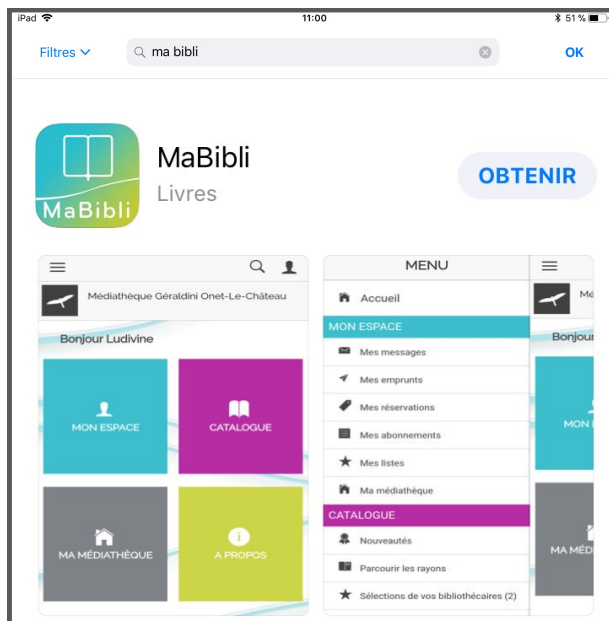 iPad 11:00 51 %
Filtres ma bibli OK
MaBibli
Livres
OBTENIR
MaBibli
Médiathèque Géraldini Onet-Le-Château
Bonjour Ludivine
MON ESPACE
CATALOGUE
MA MÉDIATHÈQUE
A PROPOS
MENU
Accueil
MON ESPACE
Mes messages
Mes emprunts
Mes réservations
Mes abonnements
Mes listes
Ma médiathèque
CATALOGUE
Nouveautés
Parcourir les rayons
Sélections de vos bibliothécaires (2)
Mé
Bonjour
MON
MA MÉD